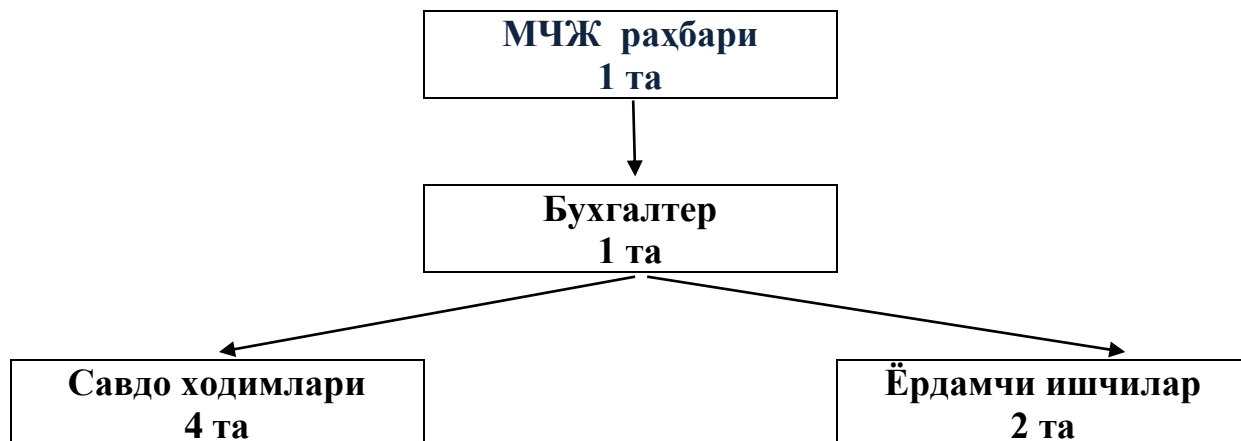 МЧЖ раҳбари
1 та
Бухгалтер
1 та
Савдо ходимлари
4 та
Ёрдамчи ишчилар
2 та